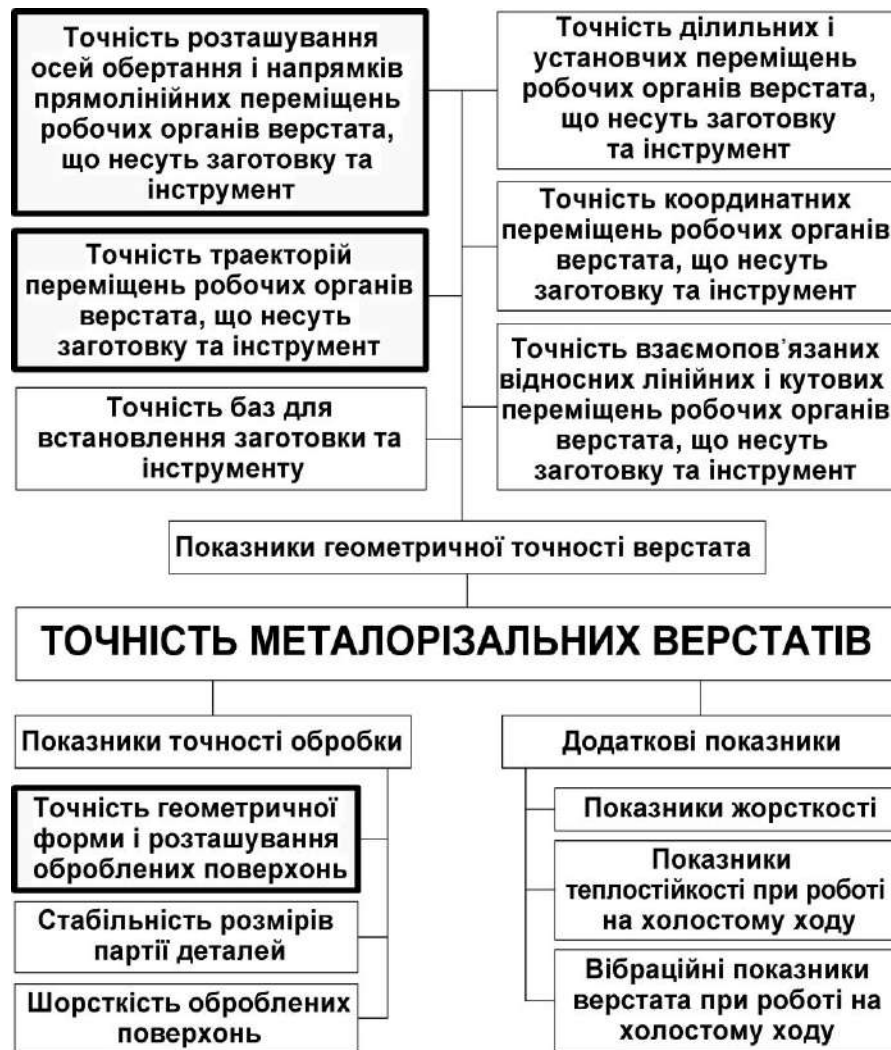 Точність розташування
осей обертання і напрямків
прямолінійних переміщень
робочих органів верстата,
що несуть заготовку та
інструмент
Точність траекторій
переміщень робочих органів
верстата, що несуть
заготовку та інструмент
Точність баз для
встановлення заготовки та
інструменту
Точність ділильних і
установчих переміщень
робочих органів верстата,
що несуть заготовку
та інструмент
Точність координатних
переміщень робочих органів
верстата, що несуть
заготовку та інструмент
Точність взаємопов'язаних
відносних лінійних і кутових
переміщень робочих органів
верстата, що несуть
заготовку та інструмент
Показники геометричної точності верстата
ТОЧНІСТЬ МЕТАЛОРІЗАЛЬНИХ ВЕРСТАТІВ
Показники точності обробки
Точність геометричної
форми і розташування
оброблених поверхонь
Стабільність розмірів
партії деталей
Шорсткість оброблених
поверхонь
Додаткові показники
Показники жорсткості
Показники
теплостійкості при роботі
на холостому ходу
Вібраційні показники
верстата при роботі на
холостому ходу